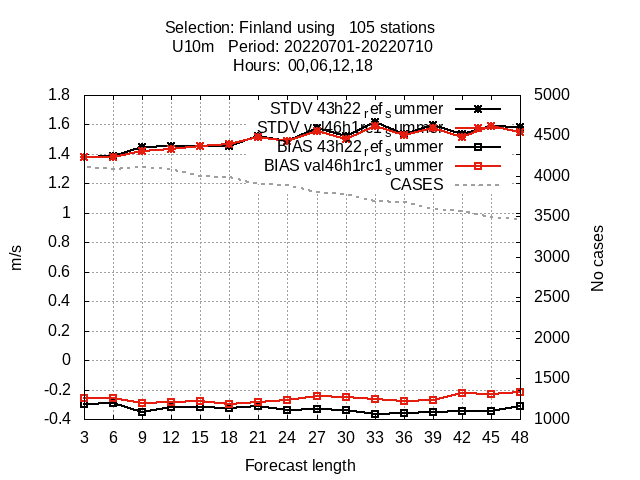 Selection: Finland using   105 stations
U10m   Period: 20220701-20220710
Hours:  00,06,12,18
STDV 43h22_ref_summer
STDV val46h1rc1_summer
BIAS 43h22_ref_summer
BIAS val46h1rc1_summer
CASES
1.8
1.6
1.4
1.2
1
0.8
0.6
0.4
0.2
0
-0.2
-0.4
5000
4500
4000
3500
3000
2500
2000
1500
1000
m/s
No cases
3 6 9 12 15 18 21 24 27 30 33 36 39 42 45 48
Forecast length